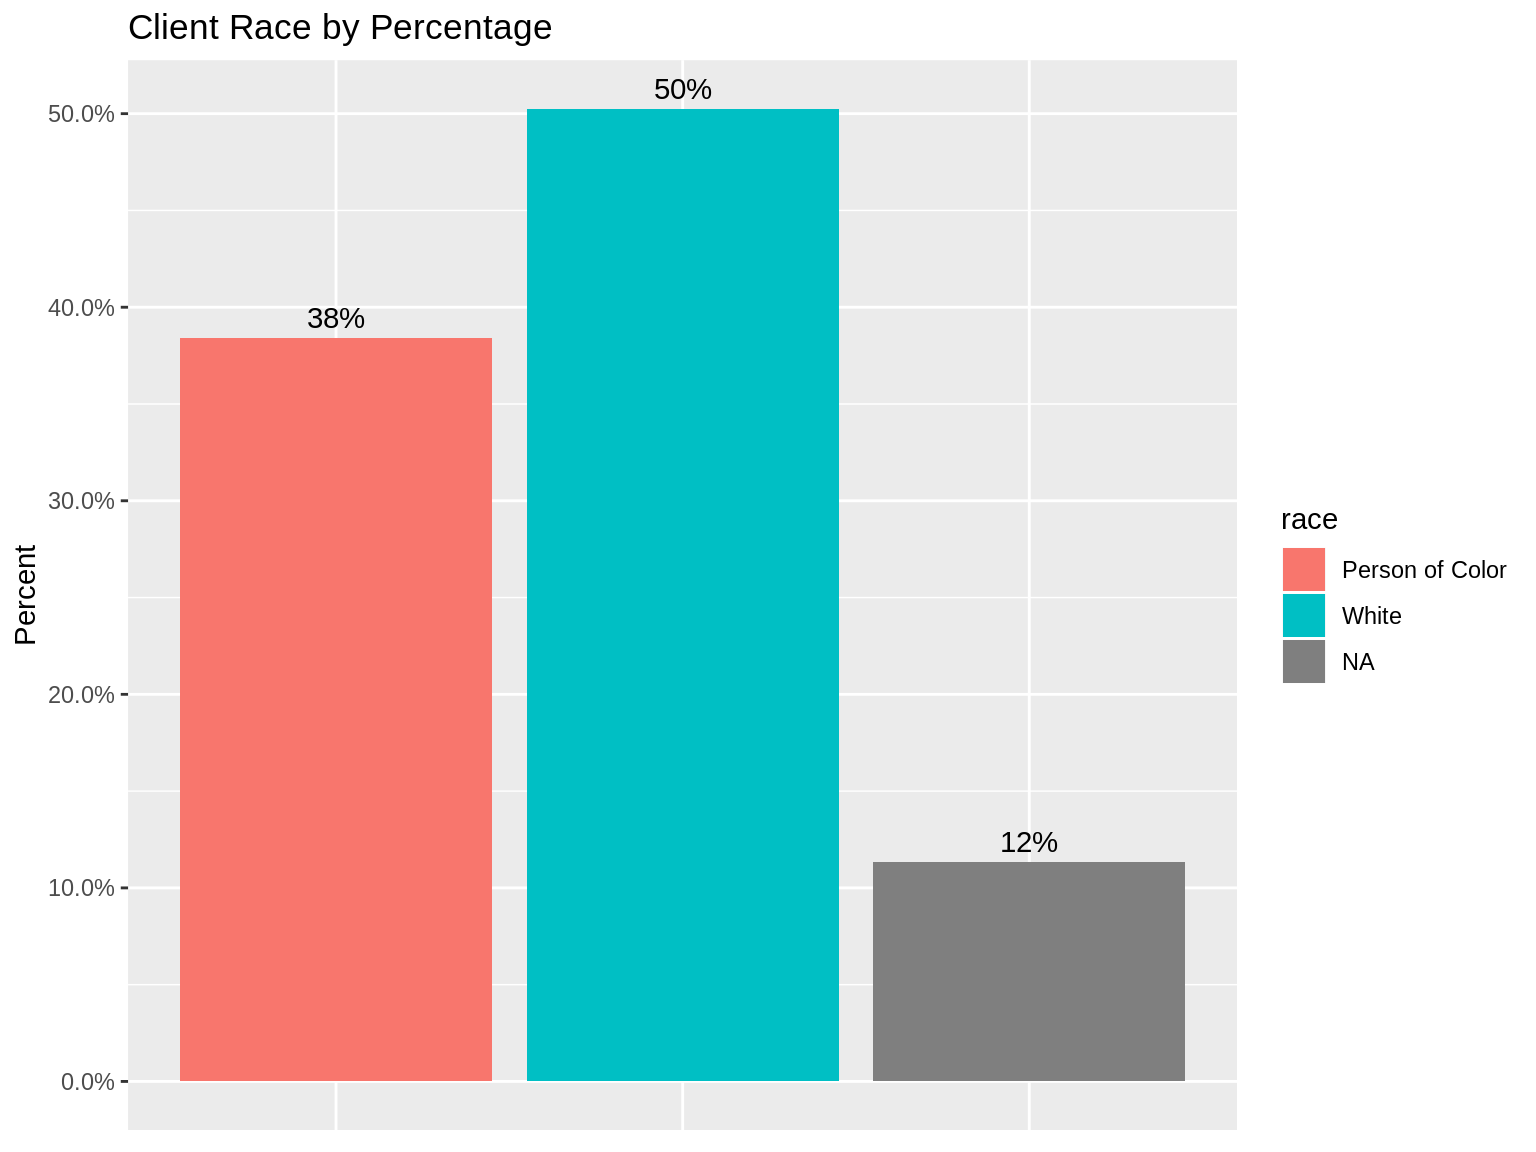 Client Race by Percentage
50%
50.0%
40.0%
38%
30.0%
20.0%
12%
10.0%
0.0%
Percent
race
Person of Color
White
NA